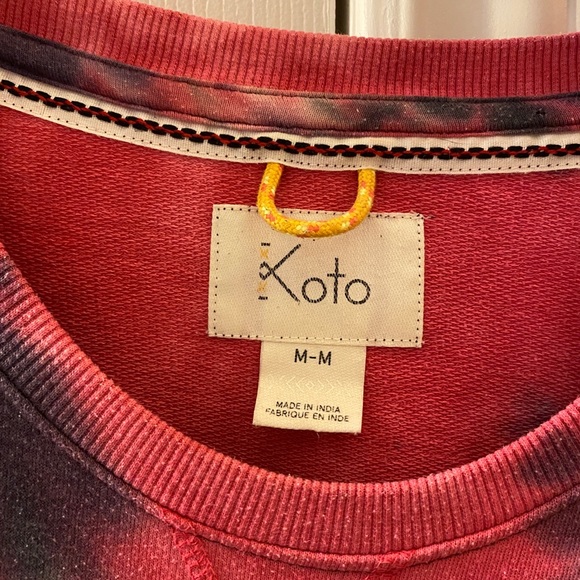 Koto
M-M
MADE IN INDIA
FABRIQUE EN INDE